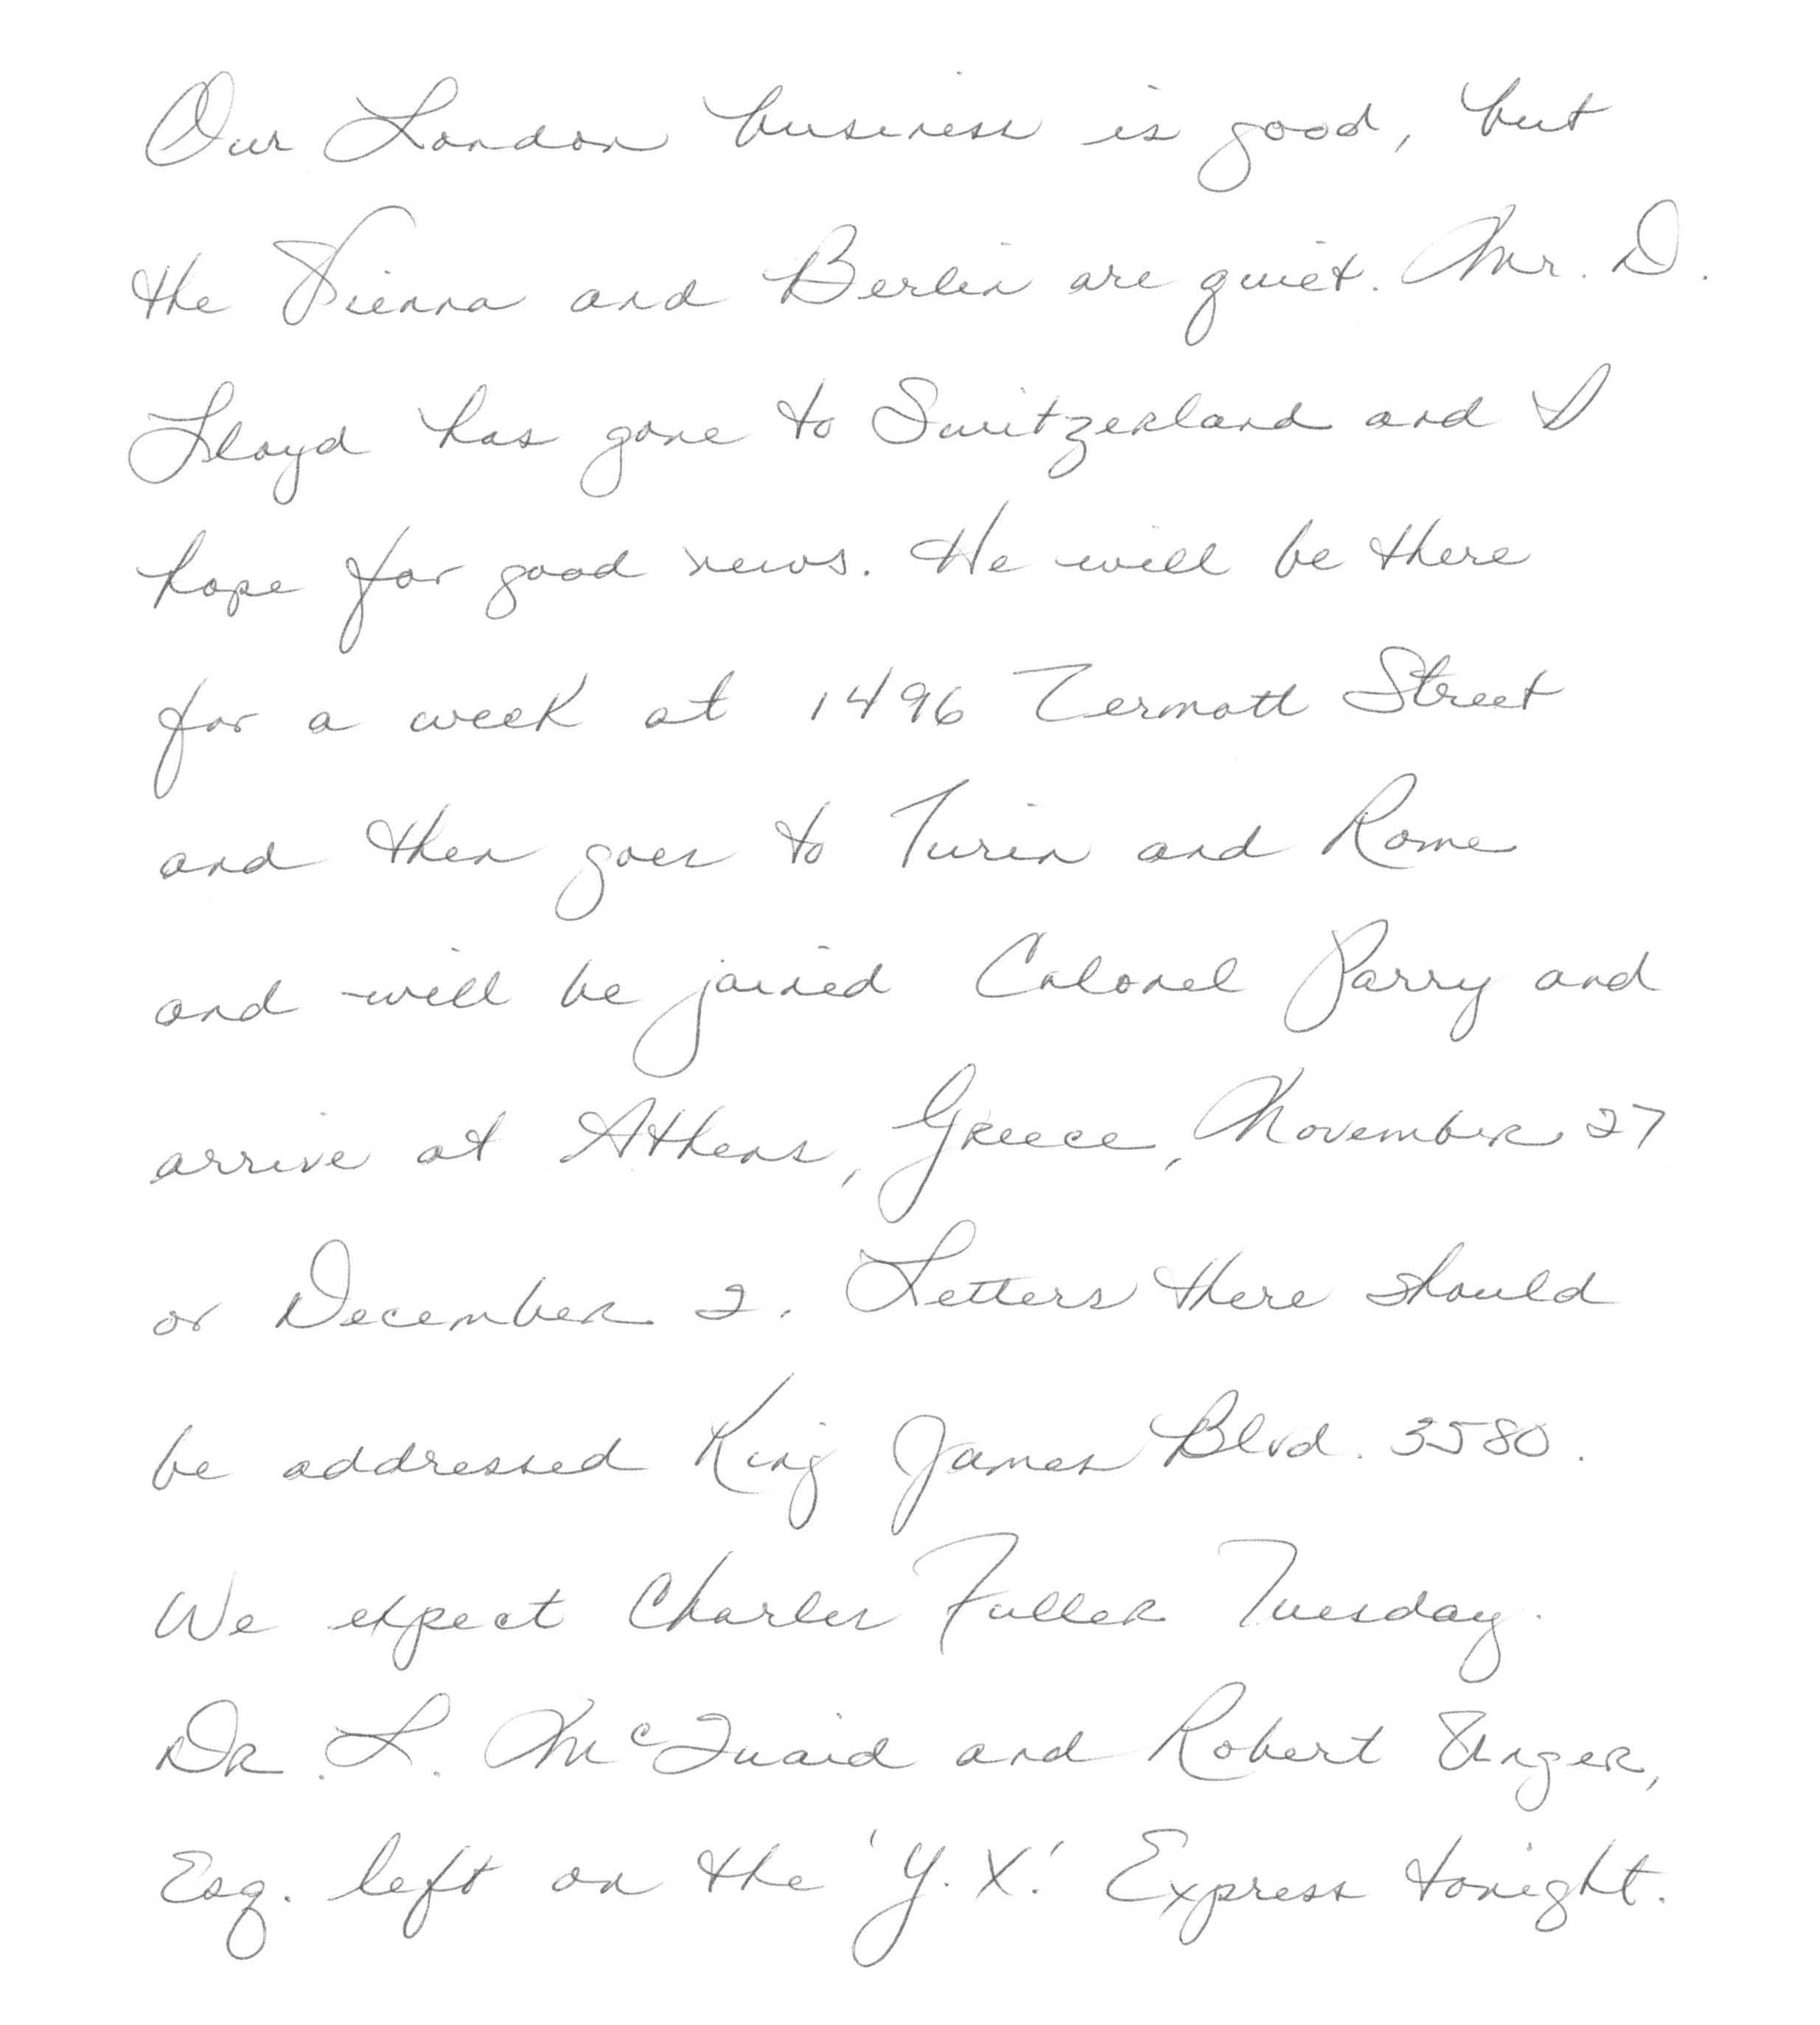 Our London business is good, but
the Vienna and Berlin are quiet. Mr. D.
Lloyd has gone to Switzerland and I
hope for good news. He will be there
for a week at 1496 Zermott Street
and then goes to Turin and Rome
and will be joined Colonel Parry and
arrive at Athens, Greece, November 27
or December 2. Letters there should
be addressed King James Blvd. 3580.
We expect Charles Fuller Tuesday.
Dr. L. McQuaid and Robert Unger,
Esq. left on the 'Y.X.' Express tonight.